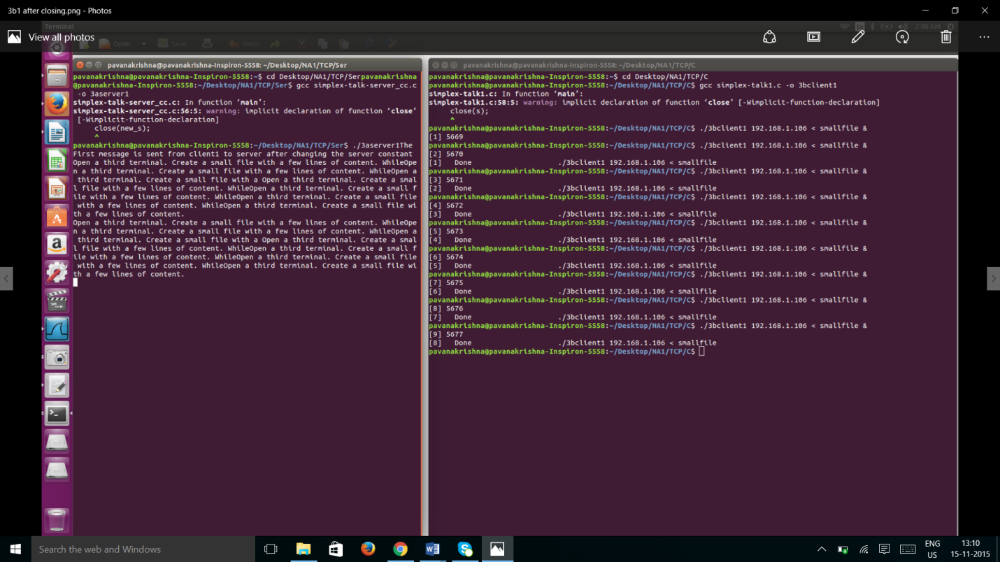 3b1 after closing.png - Photos
View all photos
Terminal
Open
Save
Undo
2:00 AM
pavanakrishna@pavanakrishna-Inspiron-5558: ~/Desktop/NA1/TCP/Ser
pavanakrishna@pavanakrishna-Inspiron-5558:~$ cd Desktop/NA1/TCP/Serpavanakrishna
@pavanakrishna-Inspiron-5558:~/Desktop/NA1/TCP/Ser$ gcc simplex-talk-server_cc.c
-o 3aserver1
simplex-talk-server_cc.c: In function ‘main’:
simplex-talk-server_cc.c:56:5: warning: implicit declaration of function ‘close’
[-Wimplicit-function-declaration]
close(new_s);
^
pavanakrishna@pavanakrishna-Inspiron-5558:~/Desktop/NA1/TCP/Ser$ ./3aserver1The
First message is sent from client1 to server after changing the server constant
Open a third terminal. Create a small file with a few lines of content. WhileOpe
n a third terminal. Create a small file with a few lines of content. WhileOpen a
third terminal. Create a small file with a Open a third terminal. Create a smal
l file with a few lines of content. WhileOpen a third terminal. Create a small f
ile with a few lines of content. WhileOpen a third terminal. Create a small file
with a few lines of content. WhileOpen a third terminal. Create a small file wi
th a few lines of content.
Open a third terminal. Create a small file with a few lines of content. WhileOpe
n a third terminal. Create a small file with a few lines of content. WhileOpen a
third terminal. Create a small file with a Open a third terminal. Create a smal
l file with a few lines of content. WhileOpen a third terminal. Create a small f
ile with a few lines of content. WhileOpen a third terminal. Create a small file
with a few lines of content. WhileOpen a third terminal. Create a small file wi
th a few lines of content.
pavanakrishna@pavanakrishna-Inspiron-5558: ~/Desktop/NA1/TCP/C
pavanakrishna@pavanakrishna-Inspiron-5558:~$ cd Desktop/NA1/TCP/C
pavanakrishna@pavanakrishna-Inspiron-5558:~/Desktop/NA1/TCP/C$ gcc simplex-talk1.c -o 3bclient1
simplex-talk1.c: In function ‘main’:
simplex-talk1.c:58:5: warning: implicit declaration of function ‘close’ [-Wimplicit-function-declaration]
close(s);
^
pavanakrishna@pavanakrishna-Inspiron-5558:~/Desktop/NA1/TCP/C$ ./3bclient1 192.168.1.106 < smallfile &
[1] 5669
pavanakrishna@pavanakrishna-Inspiron-5558:~/Desktop/NA1/TCP/C$ ./3bclient1 192.168.1.106 < smallfile &
[2] 5670
[1] Done ./3bclient1 192.168.1.106 < smallfile
pavanakrishna@pavanakrishna-Inspiron-5558:~/Desktop/NA1/TCP/C$ ./3bclient1 192.168.1.106 < smallfile &
[3] 5671
[2] Done ./3bclient1 192.168.1.106 < smallfile
pavanakrishna@pavanakrishna-Inspiron-5558:~/Desktop/NA1/TCP/C$ ./3bclient1 192.168.1.106 < smallfile &
[4] 5672
[3] Done ./3bclient1 192.168.1.106 < smallfile
pavanakrishna@pavanakrishna-Inspiron-5558:~/Desktop/NA1/TCP/C$ ./3bclient1 192.168.1.106 < smallfile &
[5] 5673
[4] Done ./3bclient1 192.168.1.106 < smallfile
pavanakrishna@pavanakrishna-Inspiron-5558:~/Desktop/NA1/TCP/C$ ./3bclient1 192.168.1.106 < smallfile &
[6] 5674
[5] Done ./3bclient1 192.168.1.106 < smallfile
pavanakrishna@pavanakrishna-Inspiron-5558:~/Desktop/NA1/TCP/C$ ./3bclient1 192.168.1.106 < smallfile &
[7] 5675
[6] Done ./3bclient1 192.168.1.106 < smallfile
pavanakrishna@pavanakrishna-Inspiron-5558:~/Desktop/NA1/TCP/C$ ./3bclient1 192.168.1.106 < smallfile &
[8] 5676
[7] Done ./3bclient1 192.168.1.106 < smallfile
pavanakrishna@pavanakrishna-Inspiron-5558:~/Desktop/NA1/TCP/C$ ./3bclient1 192.168.1.106 < smallfile &
[9] 5677
[8] Done ./3bclient1 192.168.1.106 < smallfile
pavanakrishna@pavanakrishna-Inspiron-5558:~/Desktop/NA1/TCP/C$
Search the web and Windows
ENG
US
13:10
15-11-2015